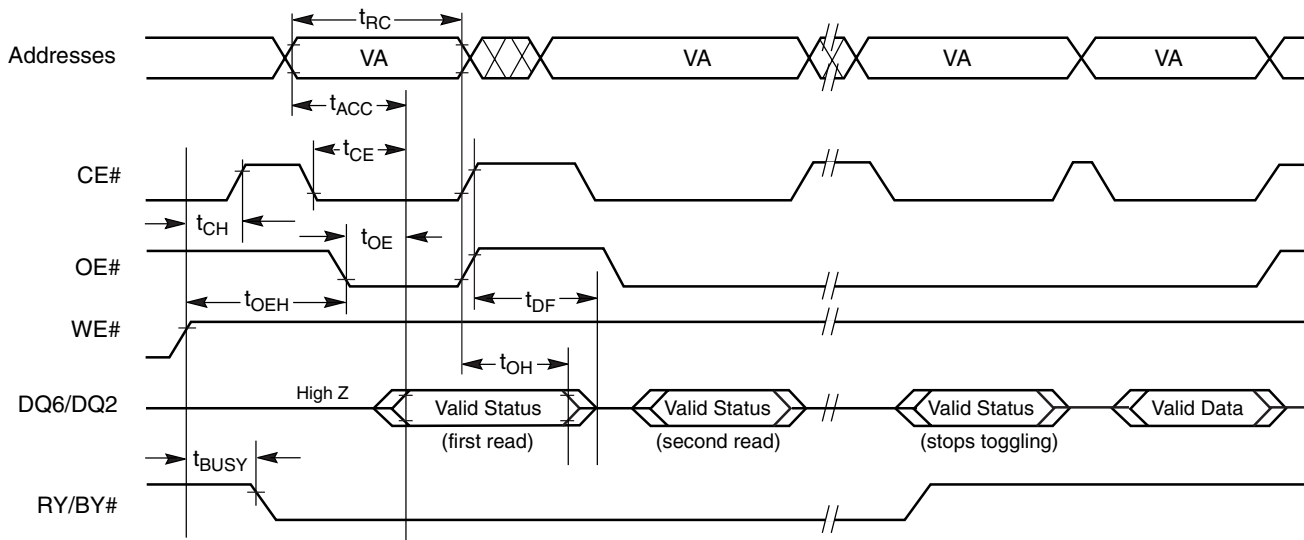 tRC
Addresses VA VA VA VA
tACC
tCE
CE#
tCH tOE
OE#
tOEH tDF
WE#
tOH
High Z
DQ6/DQ2 Valid Status Valid Status Valid Status Valid Data
(first read) (second read) (stops toggling)
tBUSY
RY/BY#